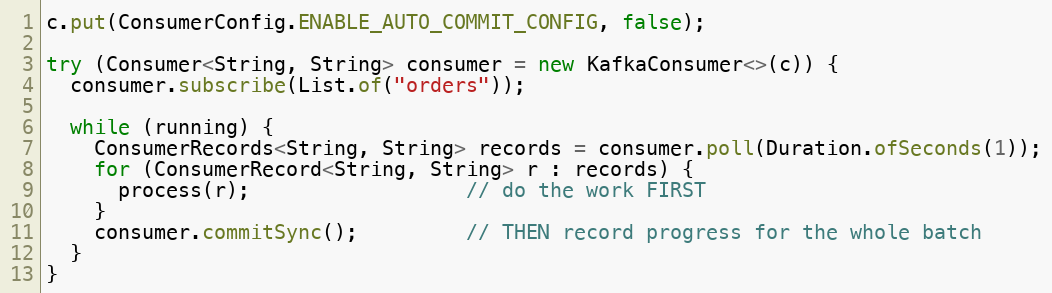 1 c.put(ConsumerConfig.ENABLE_AUTO_COMMIT_CONFIG, false);
2
3 try (Consumer<String, String> consumer = new KafkaConsumer<>(c)) {
4   consumer.subscribe(List.of("orders"));
5
6   while (running) {
7     ConsumerRecords<String, String> records = consumer.poll(Duration.ofSeconds(1));
8     for (ConsumerRecord<String, String> r : records) {
9       process(r);                  // do the work FIRST
10     }
11     consumer.commitSync();         // THEN record progress for the whole batch
12   }
13 }